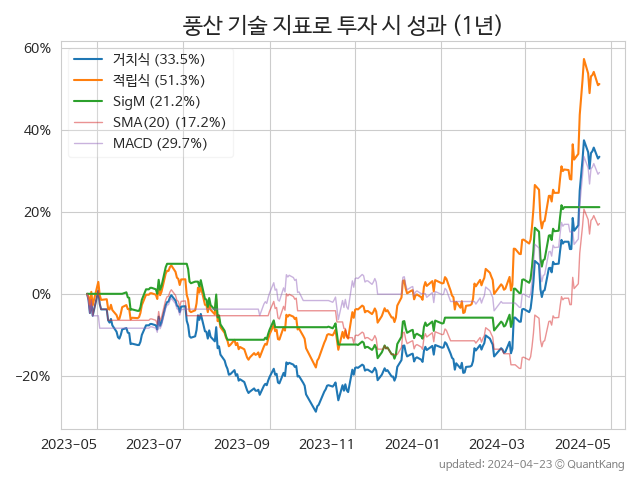 풍산 기술 지표로 투자 시 성과 (1년)
60%
40%
20%
0%
−20%
거치식 (33.5%)
적립식 (51.3%)
SigM (21.2%)
SMA(20) (17.2%)
MACD (29.7%)
2023-05 2023-07 2023-09 2023-11 2024-01 2024-03 2024-05
updated: 2024-04-23 © QuantKang